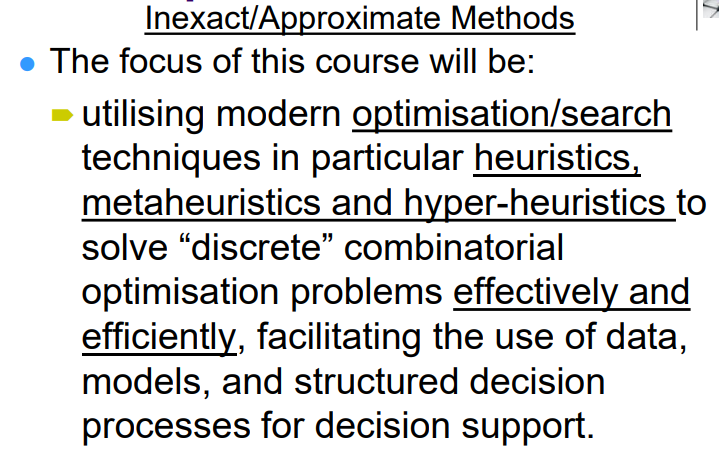 Inexact/Approximate Methods
The focus of this course will be:
utilising modern optimisation/search
techniques in particular heuristics,
metaheuristics and hyper-heuristics to
solve “discrete” combinatorial
optimisation problems effectively and
efficiently, facilitating the use of data,
models, and structured decision
processes for decision support.